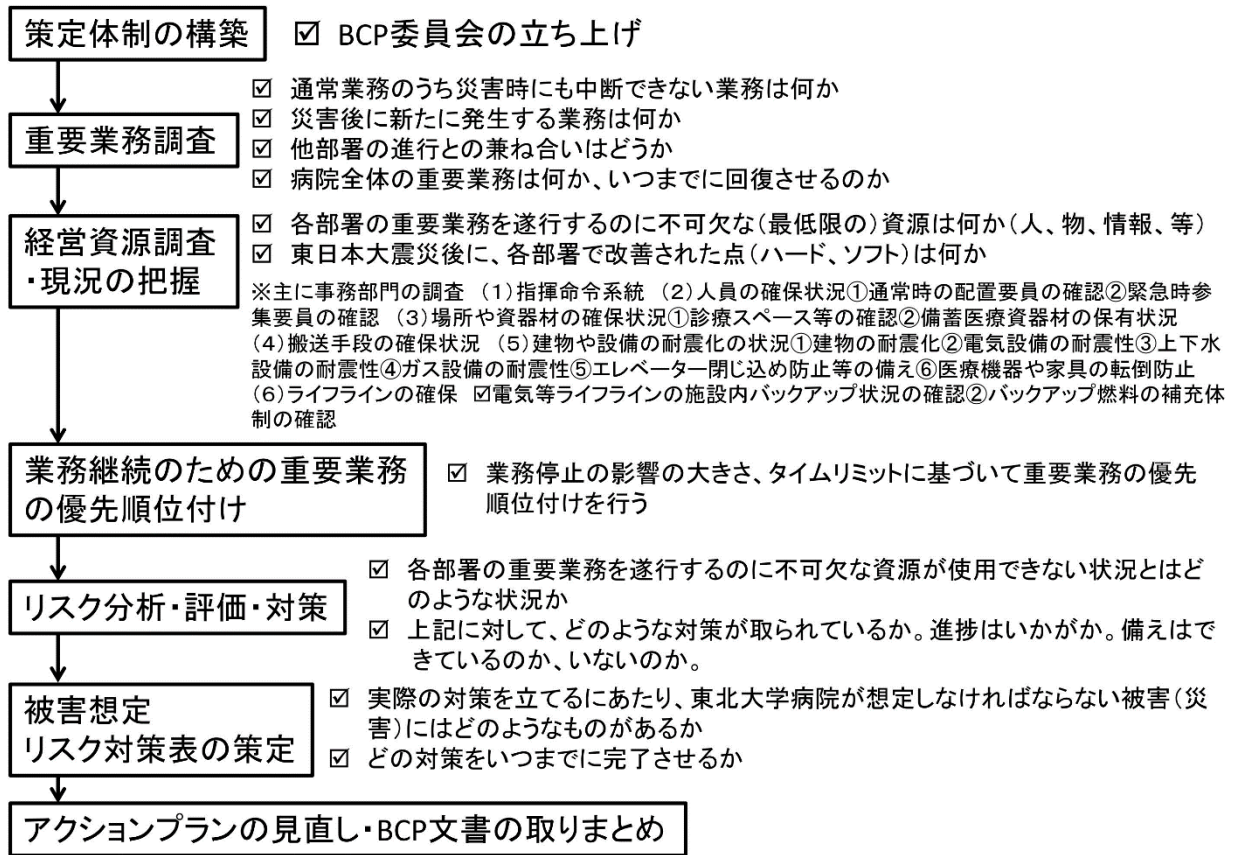 策定体制の構築
☑ BCP委員会の立ち上げ
☑ 通常業務のうち災害時にも中断できない業務は何か
☑ 災害後に新たに発生する業務は何か
重要業務調査
☑ 他部署の進行との兼ね合いはどうか
☑ 病院全体の重要業務は何か、いつまでに回復させるのか
経営資源調査
・現況の把握
☑ 各部署の重要業務を遂行するのに不可欠な(最低限の)資源は何か(人、物、情報、等)
☑ 東日本大震災後に、各部署で改善された点(ハード、ソフト)は何か
※主に事務部門の調査 (1)指揮命令系統 (2)人員の確保状況①通常時の配置要員の確認②緊急時参
集要員の確認 (3)場所や資器材の確保状況①診療スペース等の確認②備蓄医療資器材の保有状況
(4)搬送手段の確保状況 (5)建物や設備の耐震化の状況①建物の耐震化②電気設備の耐震性③上下水
設備の耐震性④ガス設備の耐震性⑤エレベーター閉じ込め防止等の備え⑥医療機器や家具の転倒防止
(6)ライフラインの確保 ☑電気等ライフラインの施設内バックアップ状況の確認②バックアップ燃料の補充体
制の確認
業務継続のための重要業務
の優先順位付け
☑ 業務停止の影響の大きさ、タイムリミットに基づいて重要業務の優先
順位付けを行う
リスク分析・評価・対策
☑ 各部署の重要業務を遂行するのに不可欠な資源が使用できない状況とはど
のような状況か
☑ 上記に対して、どのような対策が取られているか。進捗はいかがか。備えはで
きているのか、いないのか。
被害想定
リスク対策表の策定
☑ 実際の対策を立てるにあたり、東北大学病院が想定しなければならない被害(災
害)にはどのようなものがあるか
☑ どの対策をいつまでに完了させるか
アクションプランの見直し・BCP文書の取りまとめ